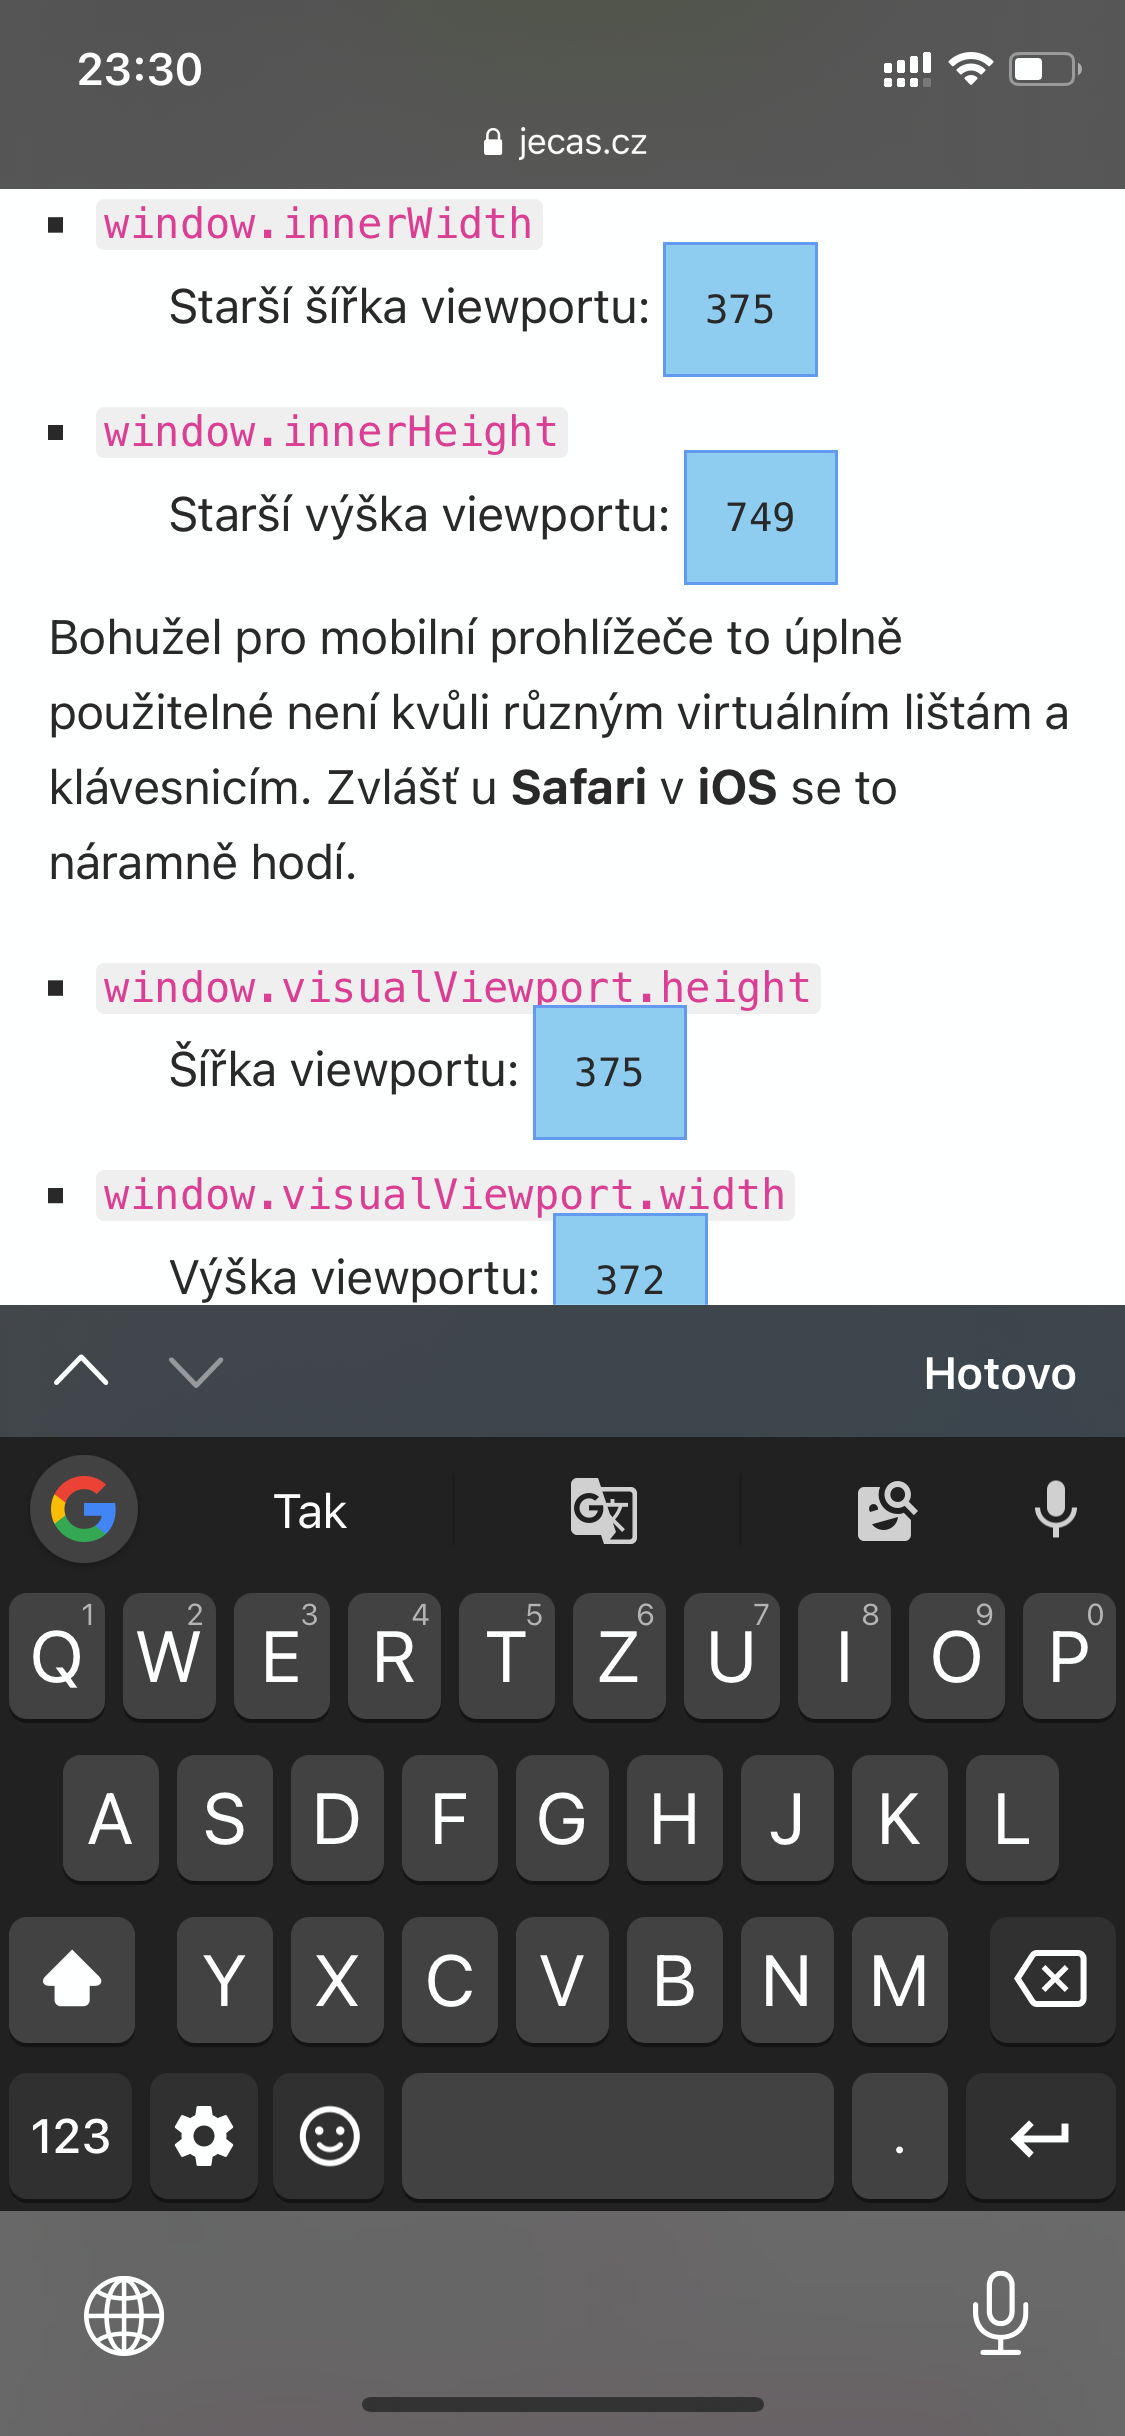 23:30
jecas.cz
window.innerWidth
Starší šířka viewportu: 375
window.innerHeight
Starší výška viewportu: 749
Bohužel pro mobilní prohlížeče to úplně
použitelné není kvůli různým virtuálním lištám a
klávesnicím. Zvlášť u Safari v iOS se to
náramně hodí.
window.visualViewport.height
Šířka viewportu: 375
window.visualViewport.width
Výška viewportu: 372
Hotovo
G Tak G文
1 2 3 4 5 6 7 8 9 0
Q W E R T Z U I O P
A S D F G H J K L
Y X C V B N M
123 .